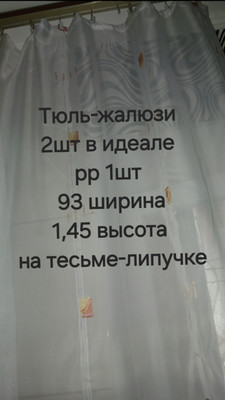 Тюль-жалюзи
2шт в идеале
рр 1шт
93 ширина
1,45 высота
на тесьме-липучке